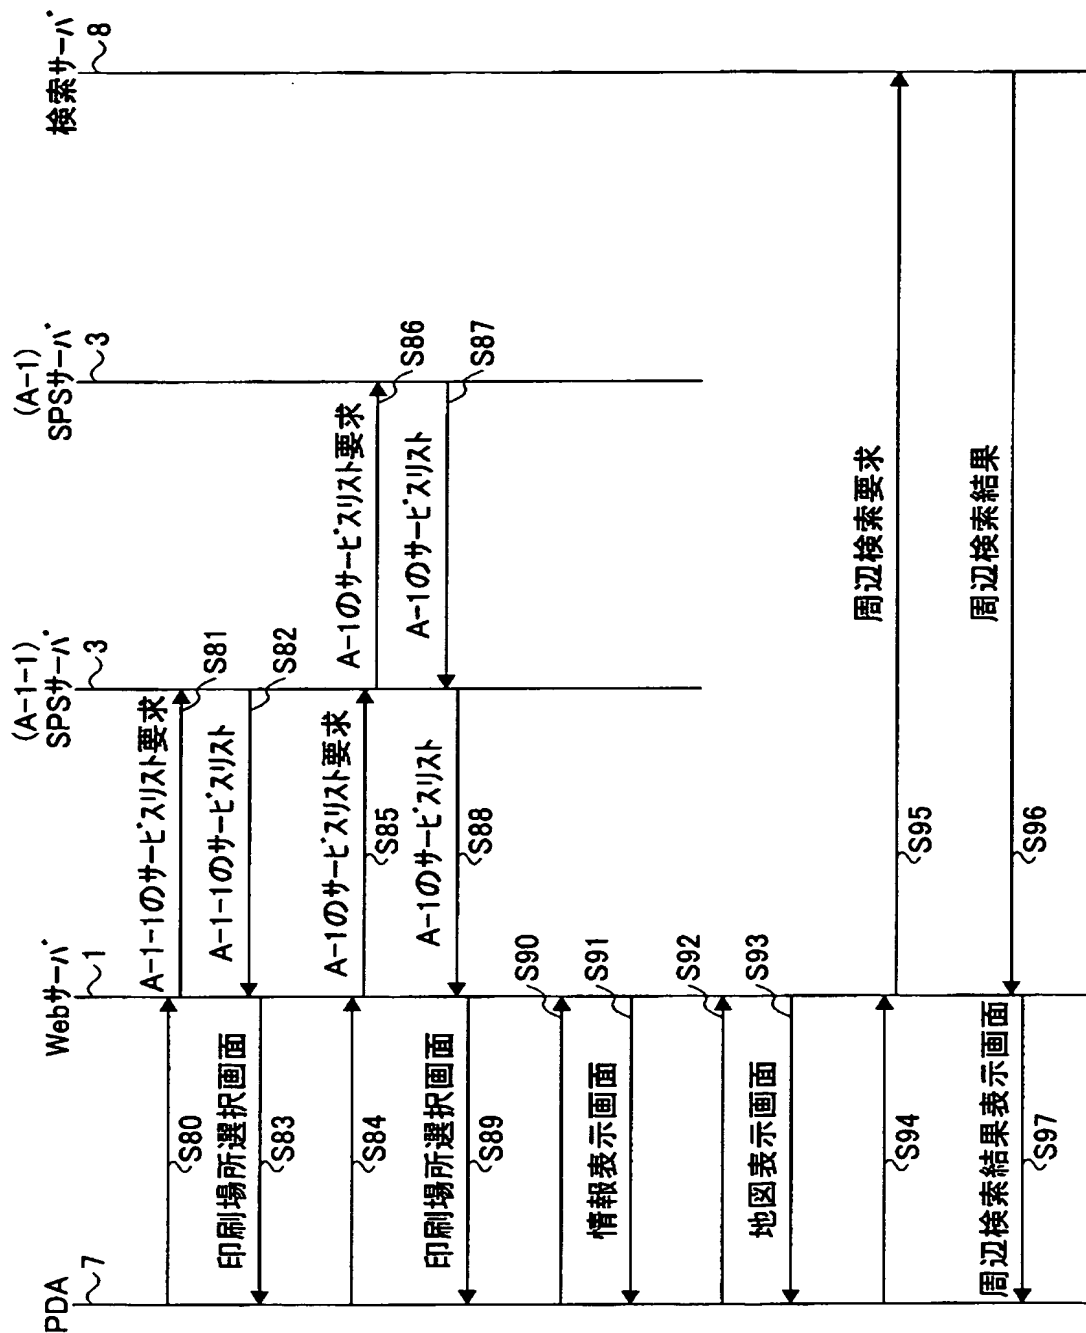 PDA
7
Webサーバ
1
(A-1-1)
SPSサーバ
3
(A-1)
SPSサーバ
3
検索サーバ
8
S80
A-1-1のサービスリスト要求
S81
A-1-1のサービスリスト
S82
印刷場所選択画面
S83
S84
A-1のサービスリスト要求
S85
A-1のサービスリスト要求
S86
A-1のサービスリスト
S87
A-1のサービスリスト
S88
印刷場所選択画面
S89
S90
情報表示画面
S91
S92
地図表示画面
S93
S94
周辺検索要求
S95
周辺検索結果
S96
周辺検索結果表示画面
S97